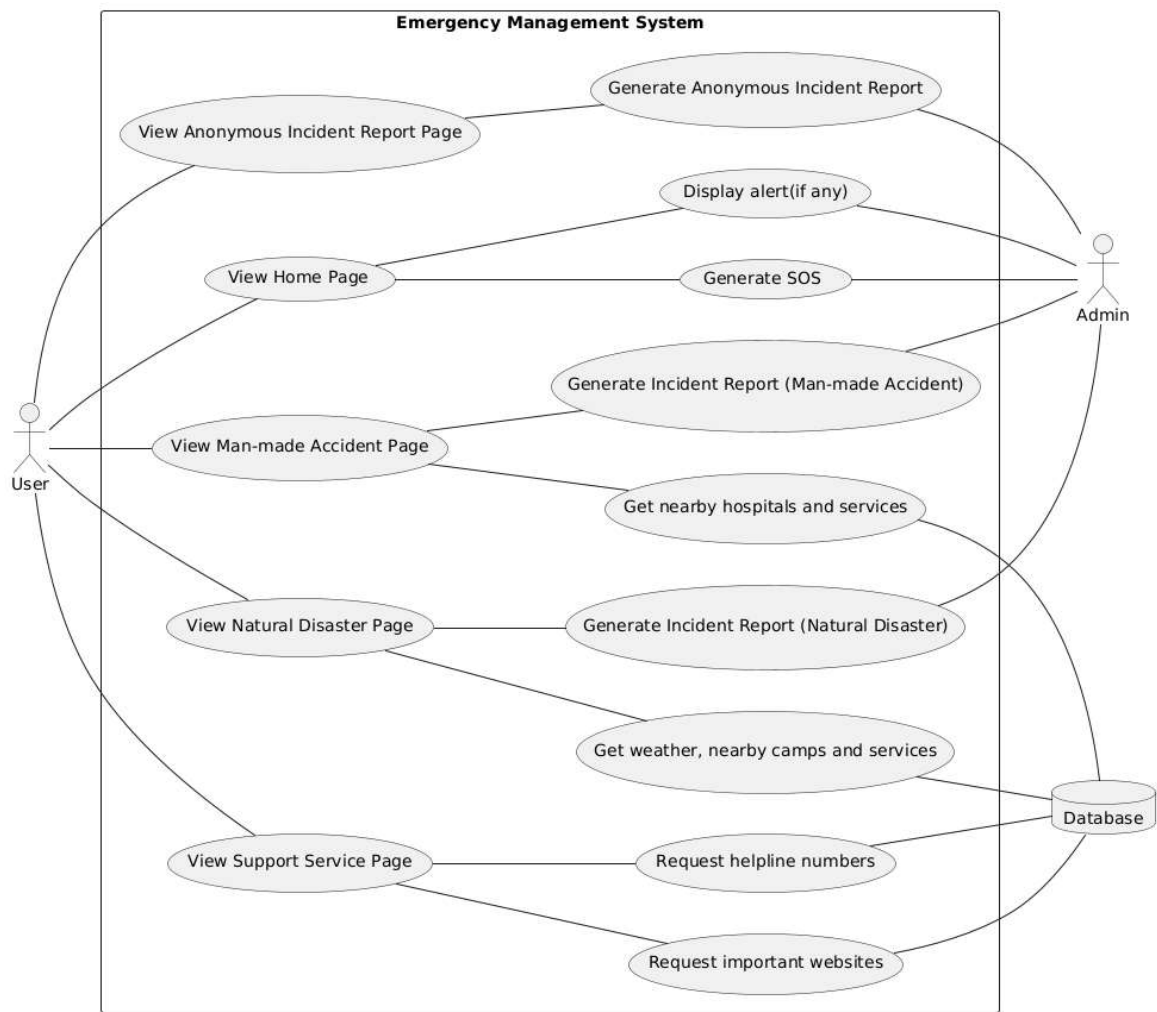 Emergency Management System
Generate Anonymous Incident Report
View Anonymous Incident Report Page
Display alert(if any)
View Home Page
Generate SOS
Admin
Generate Incident Report (Man-made Accident)
View Man-made Accident Page
User
Get nearby hospitals and services
View Natural Disaster Page
Generate Incident Report (Natural Disaster)
Get weather, nearby camps and services
Database
View Support Service Page
Request helpline numbers
Request important websites